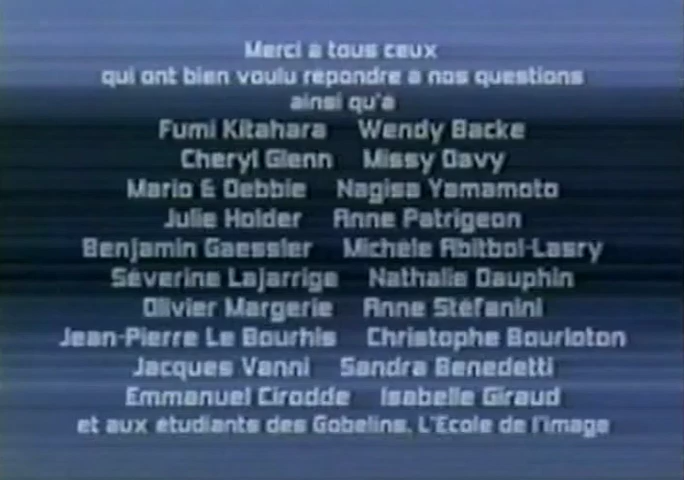 Merci à tous ceux
qui ont bien voulu répondre à nos questions
ainsi qu'à
Fumi Kitahara Wendy Backe
Cheryl Glenn Missy Davy
Mario & Debbie Nagisa Yamamoto
Julie Holder Anne Patrigeon
Benjamin Gaessler Michèle Abitbol-Lasry
Séverine Lajarrige Nathalie Dauphin
Olivier Margerie Anne Stéfanini
Jean-Pierre Le Bourhis Christophe Bourloton
Jacques Vanni Sandra Benedetti
Emmanuel Cirodde Isabelle Giraud
et aux étudiants des Gobelins, L'Ecole de l'image